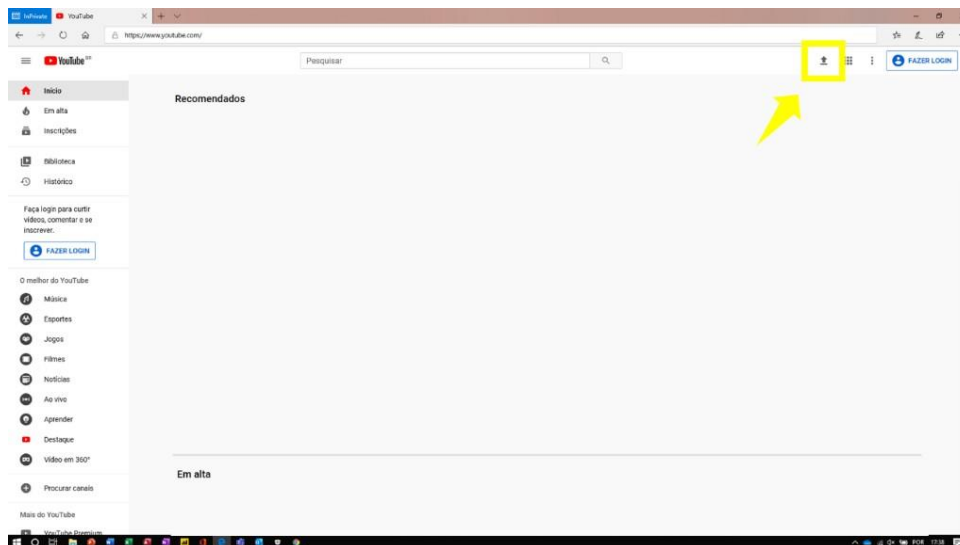 InPrivate YouTube
https://www.youtube.com/
YouTube BR
Pesquisar
FAZER LOGIN
Início
Em alta
Inscrições
Biblioteca
Histórico
Faça login para curtir
vídeos, comentar e se
inscrever.
FAZER LOGIN
O melhor do YouTube
Música
Esportes
Jogos
Filmes
Notícias
Ao vivo
Aprender
Destaque
Vídeo em 360°
Procurar canais
Mais do YouTube
YouTube Premium
Recomendados
Em alta
POR